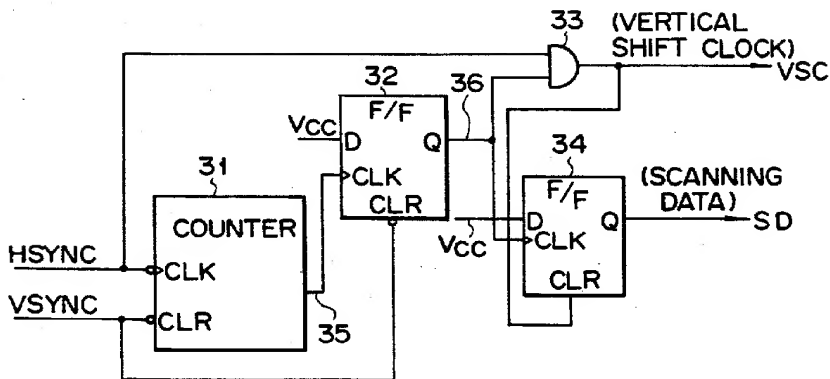 33
(VERTICAL
SHIFT CLOCK)
VSC
32
F/F
VCC
D
Q
36
CLK
CLR
31
COUNTER
HSYNC
CLK
VSYNC
CLR
35
34
F/F
VCC
D
Q
CLK
CLR
(SCANNING
DATA)
SD